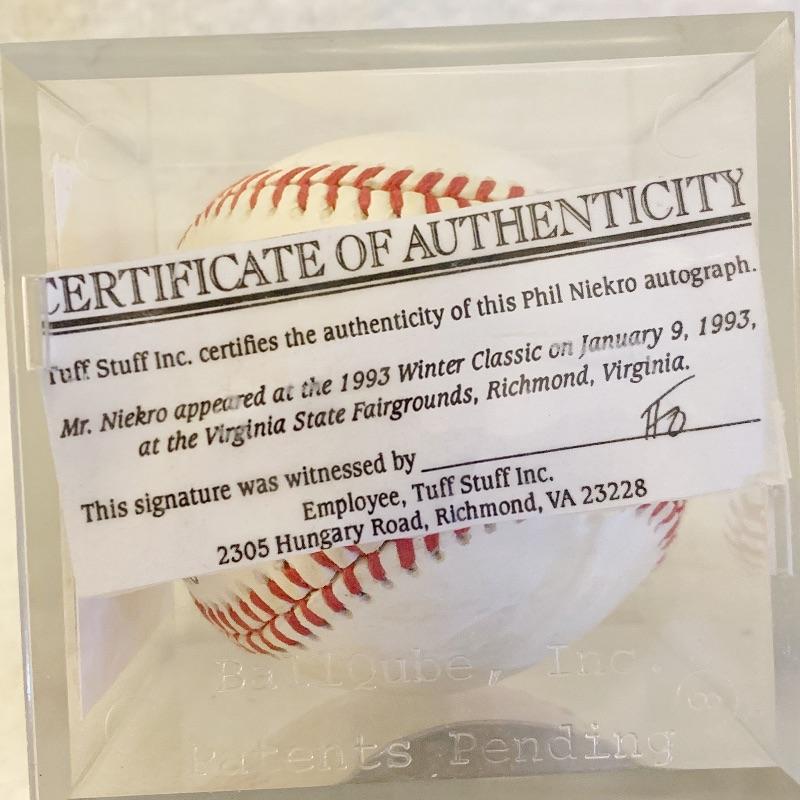 CERTIFICATE OF AUTHENTICITY
Tuff Stuff Inc. certifies the authenticity of this Phil Niekro autograph.
Mr. Niekro appeared at the 1993 Winter Classic on January 9, 1993,
at the Virginia State Fairgrounds, Richmond, Virginia.
This signature was witnessed by
Employee, Tuff Stuff Inc.
2305 Hungary Road, Richmond, VA 23228
BallQube, Inc.
(8)
Patents Pending